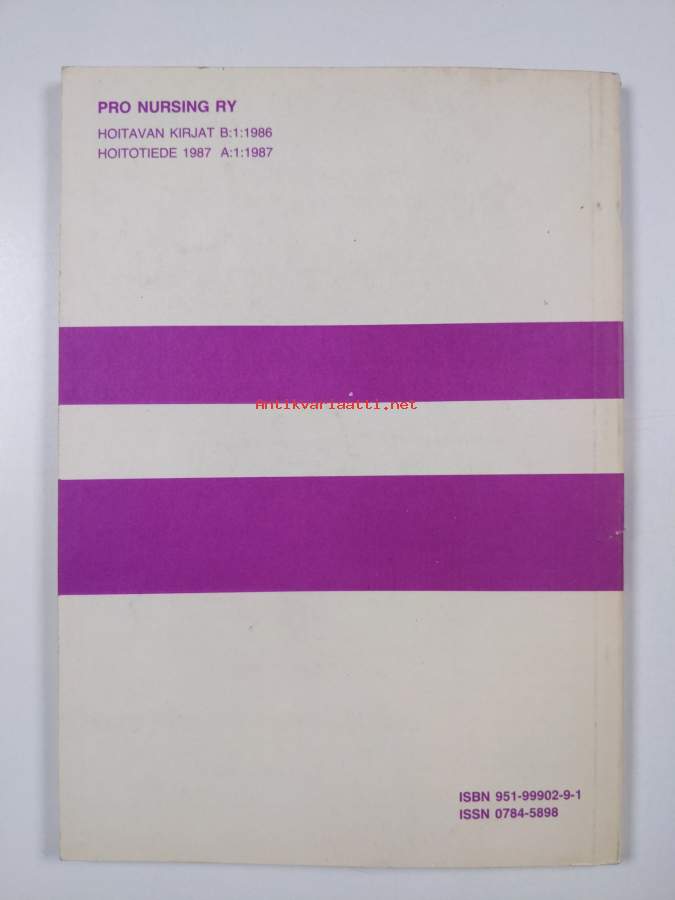 PRO NURSING RY
HOITAVAN KIRJAT B:1:1986
HOITOTIEDE 1987 A:1:1987
Antikvariaatti.net
ISBN 951-99902-9-1
ISSN 0784-5898